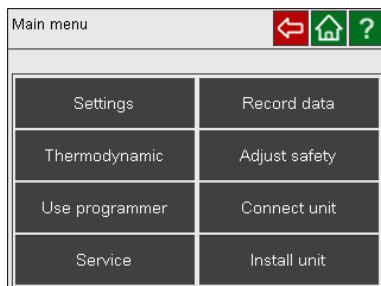 Main menu ?
Settings Record data
Thermodynamic Adjust safety
Use programmer Connect unit
Service Install unit